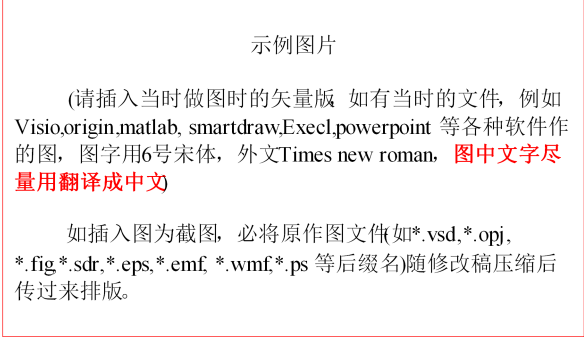 示例图片
(请插入当时做图时的矢量版，如有当时的文件，例如
Visio,origin,matlab, smartdraw,Execl,powerpoint 等各种软件作
的图，图字用6号宋体，外文Times new roman，图中文字尽
量用翻译成中文)
如插入图为截图，必将原作图文件(如*.vsd,*.opj,
*.fig,*.sdr,*.eps,*.emf, *.wmf,*.ps 等后缀名)随修改稿压缩后
传过来排版。